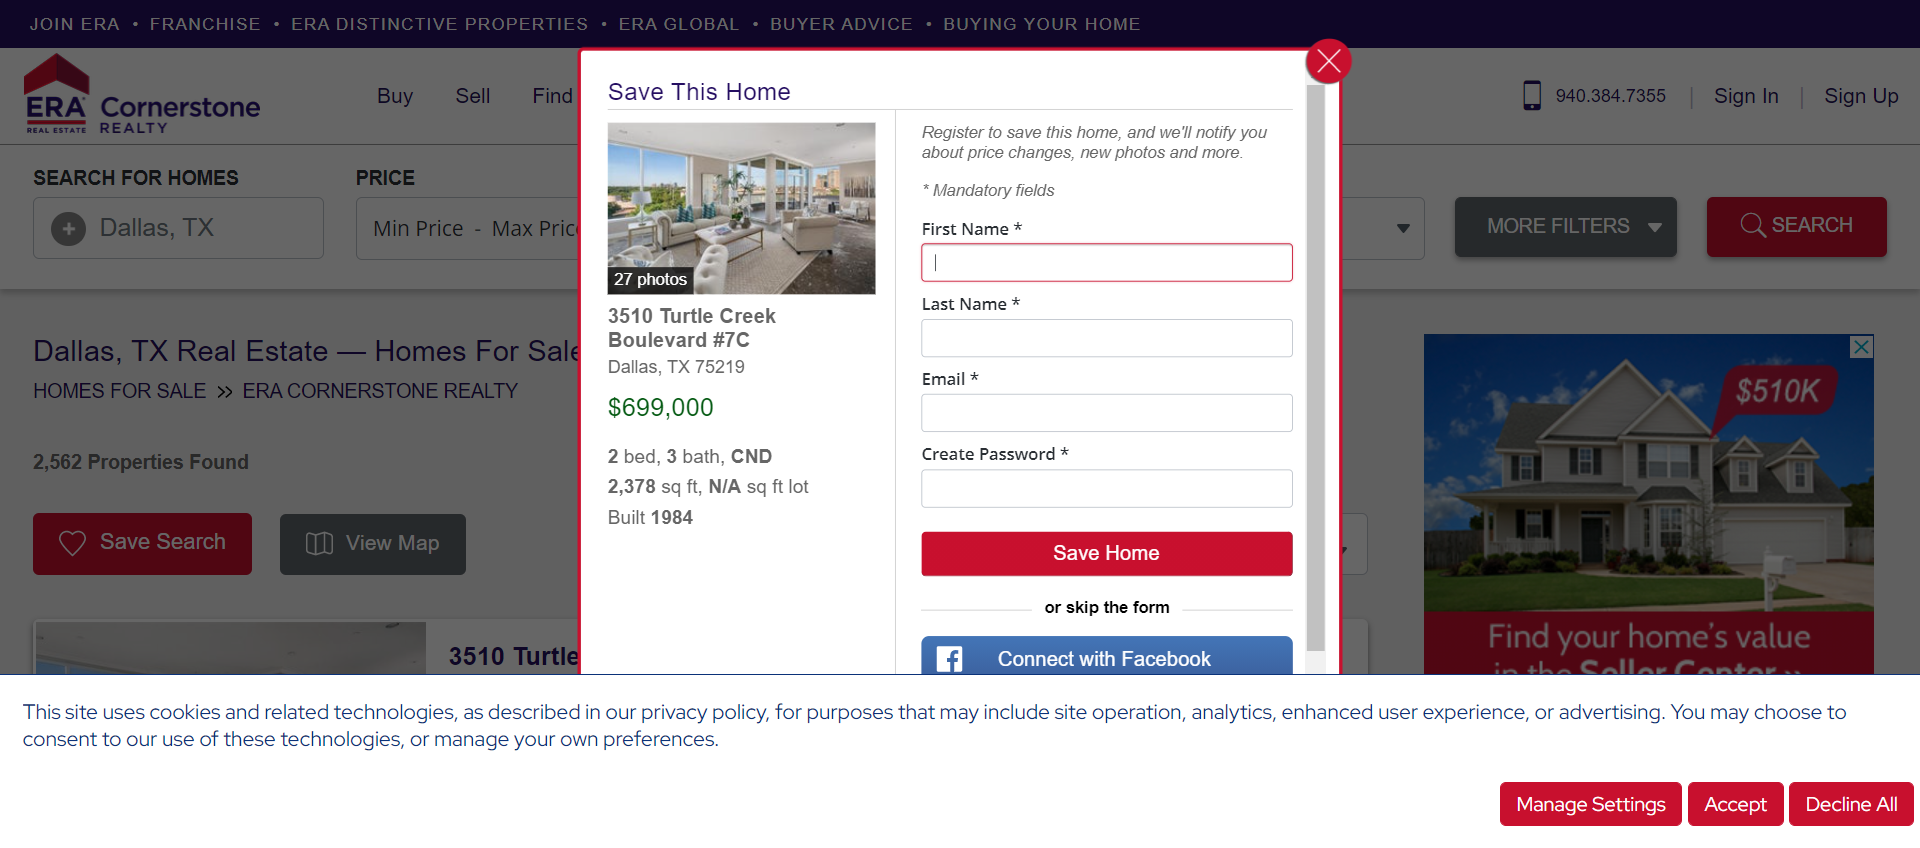 JOIN ERA • FRANCHISE • ERA DISTINCTIVE PROPERTIES • ERA GLOBAL • BUYER ADVICE • BUYING YOUR HOME
ERA
REAL ESTATE
Cornerstone
REALTY
Buy Sell Find
940.384.7355 | Sign In | Sign Up
SEARCH FOR HOMES
Dallas, TX
PRICE
Min Price - Max Pric
MORE FILTERS
SEARCH
Dallas, TX Real Estate — Homes For Sale
HOMES FOR SALE » ERA CORNERSTONE REALTY
2,562 Properties Found
Save Search
View Map
3510 Turtle
Save This Home
27 photos
3510 Turtle Creek
Boulevard #7C
Dallas, TX 75219
$699,000
2 bed, 3 bath, CND
2,378 sq ft, N/A sq ft lot
Built 1984
Register to save this home, and we'll notify you
about price changes, new photos and more.
* Mandatory fields
First Name *
Last Name *
Email *
Create Password *
Save Home
or skip the form
Connect with Facebook
$510K
Find your home's value
in the Seller Center »
This site uses cookies and related technologies, as described in our privacy policy, for purposes that may include site operation, analytics, enhanced user experience, or advertising. You may choose to
consent to our use of these technologies, or manage your own preferences.
Manage Settings
Accept
Decline All